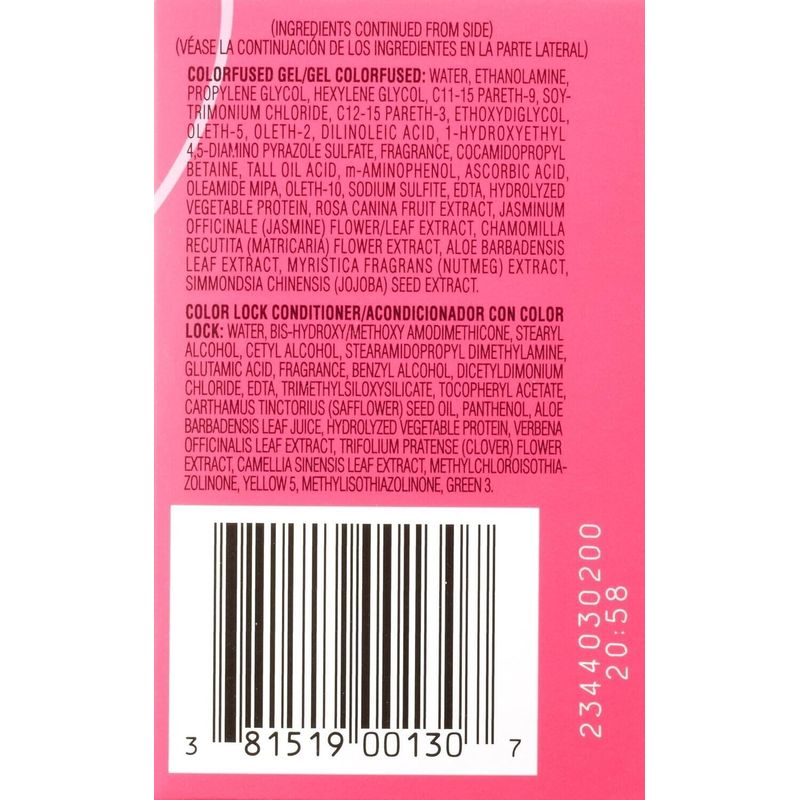 (INGREDIENTS CONTINUED FROM SIDE)
(VÉASE LA CONTINUACIÓN DE LOS INGREDIENTES EN LA PARTE LATERAL)
COLORFUSED GEL/GEL COLORFUSED: WATER, ETHANOLAMINE,
PROPYLENE GLYCOL, HEXYLENE GLYCOL, C11-15 PARETH-9, SOY-
TRIMONIUM CHLORIDE, C12-15 PARETH-3, ETHOXYDIGLYCOL,
OLETH-5, OLETH-2, DILINOLEIC ACID, 1-HYDROXYETHYL
4,5-DIAMINO PYRAZOLE SULFATE, FRAGRANCE, COCAMIDOPROPYL
BETAINE, TALL OIL ACID, m-AMINOPHENOL, ASCORBIC ACID,
OLEAMIDE MIPA, OLETH-10, SODIUM SULFITE, EDTA, HYDROLYZED
VEGETABLE PROTEIN, ROSA CANINA FRUIT EXTRACT, JASMINUM
OFFICINALE (JASMINE) FLOWER/LEAF EXTRACT, CHAMOMILLA
RECUTITA (MATRICARIA) FLOWER EXTRACT, ALOE BARBADENSIS
LEAF EXTRACT, MYRISTICA FRAGRANS (NUTMEG) EXTRACT,
SIMMONDSIA CHINENSIS (JOJOBA) SEED EXTRACT.
COLOR LOCK CONDITIONER/ACONDICIONADOR CON COLOR
LOCK: WATER, BIS-HYDROXY/METHOXY AMODIMETHICONE, STEARYL
ALCOHOL, CETYL ALCOHOL, STEARAMIDOPROPYL DIMETHYLAMINE,
GLUTAMIC ACID, FRAGRANCE, BENZYL ALCOHOL, DICETYLDIMONIUM
CHLORIDE, EDTA, TRIMETHYLSILOXYSILICATE, TOCOPHERYL ACETATE,
CARTHAMUS TINCTORIUS (SAFFLOWER) SEED OIL, PANTHENOL, ALOE
BARBADENSIS LEAF JUICE, HYDROLYZED VEGETABLE PROTEIN, VERBENA
OFFICINALIS LEAF EXTRACT, TRIFOLIUM PRATENSE (CLOVER) FLOWER
EXTRACT, CAMELLIA SINENSIS LEAF EXTRACT, METHYLCHLOROISOTHIA-
ZOLINONE, YELLOW 5, METHYLISOTHIAZOLINONE, GREEN 3.
3 81519 00130 7
2344030200
20:58